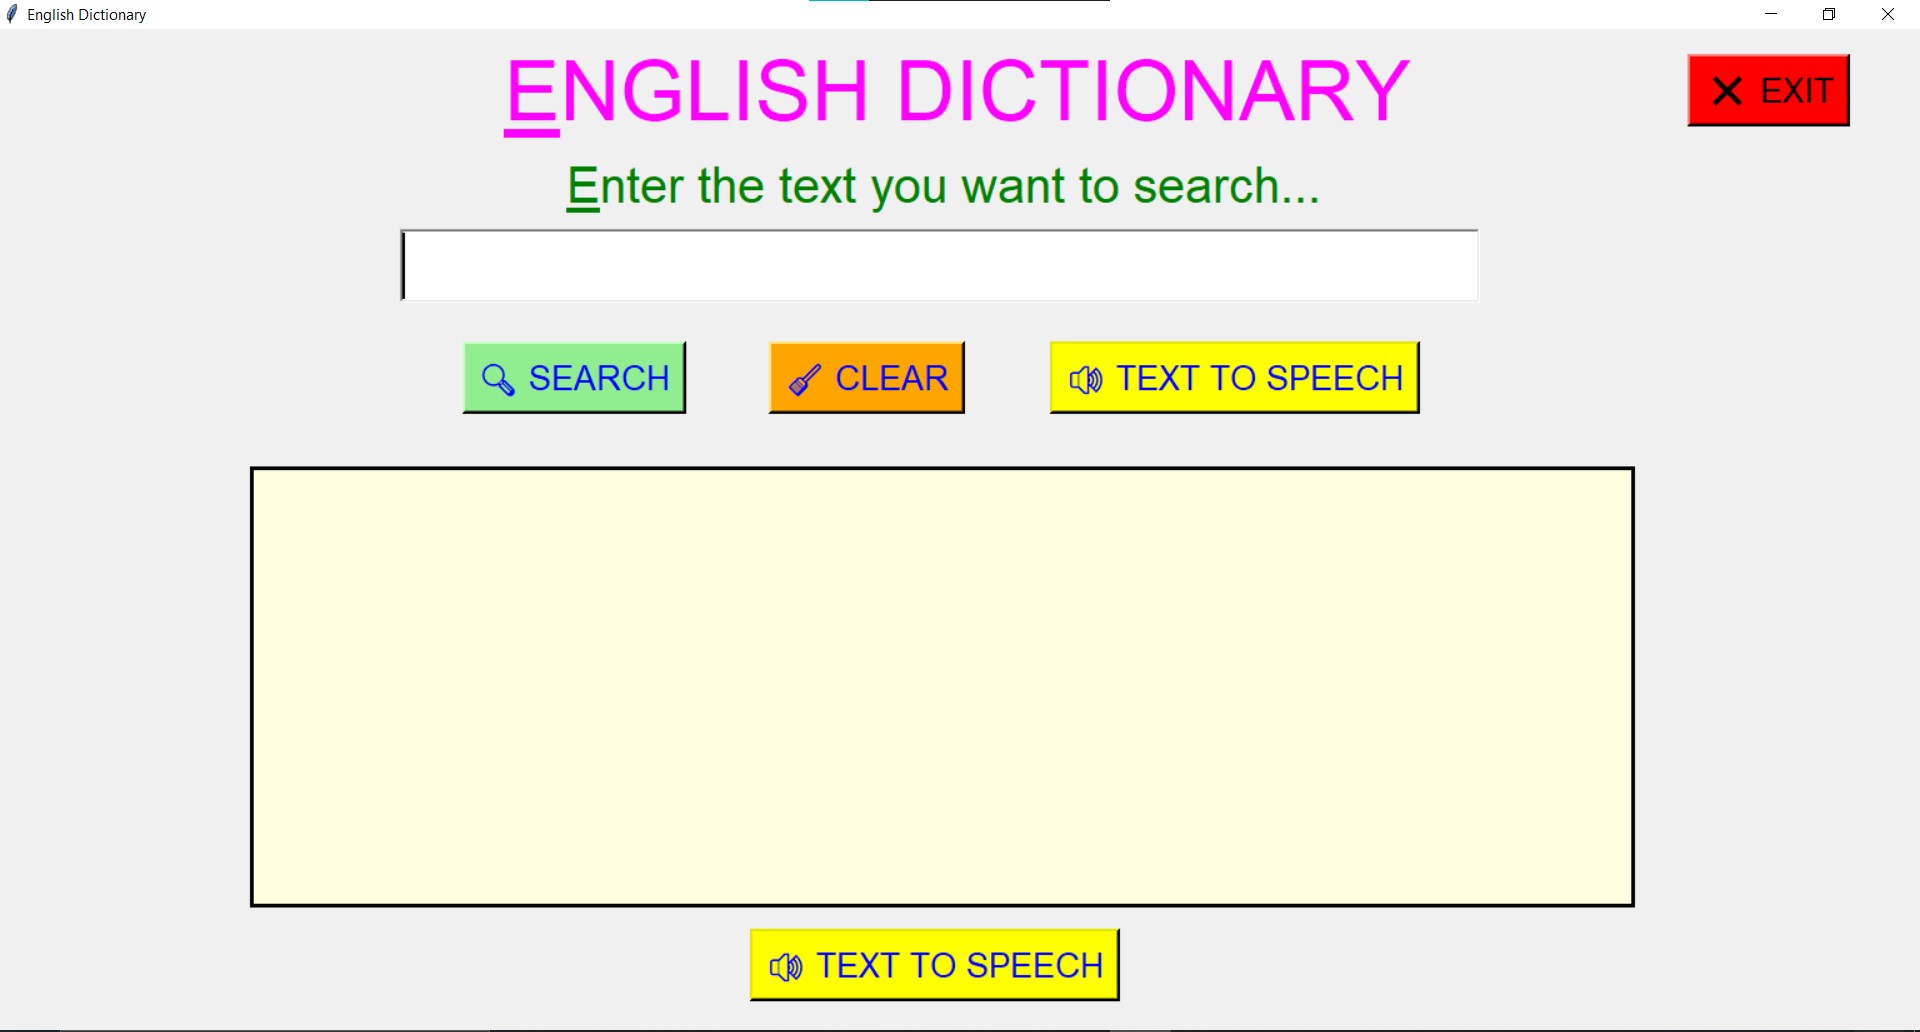 English Dictionary
ENGLISH DICTIONARY
EXIT
Enter the text you want to search...
SEARCH
CLEAR
TEXT TO SPEECH
TEXT TO SPEECH